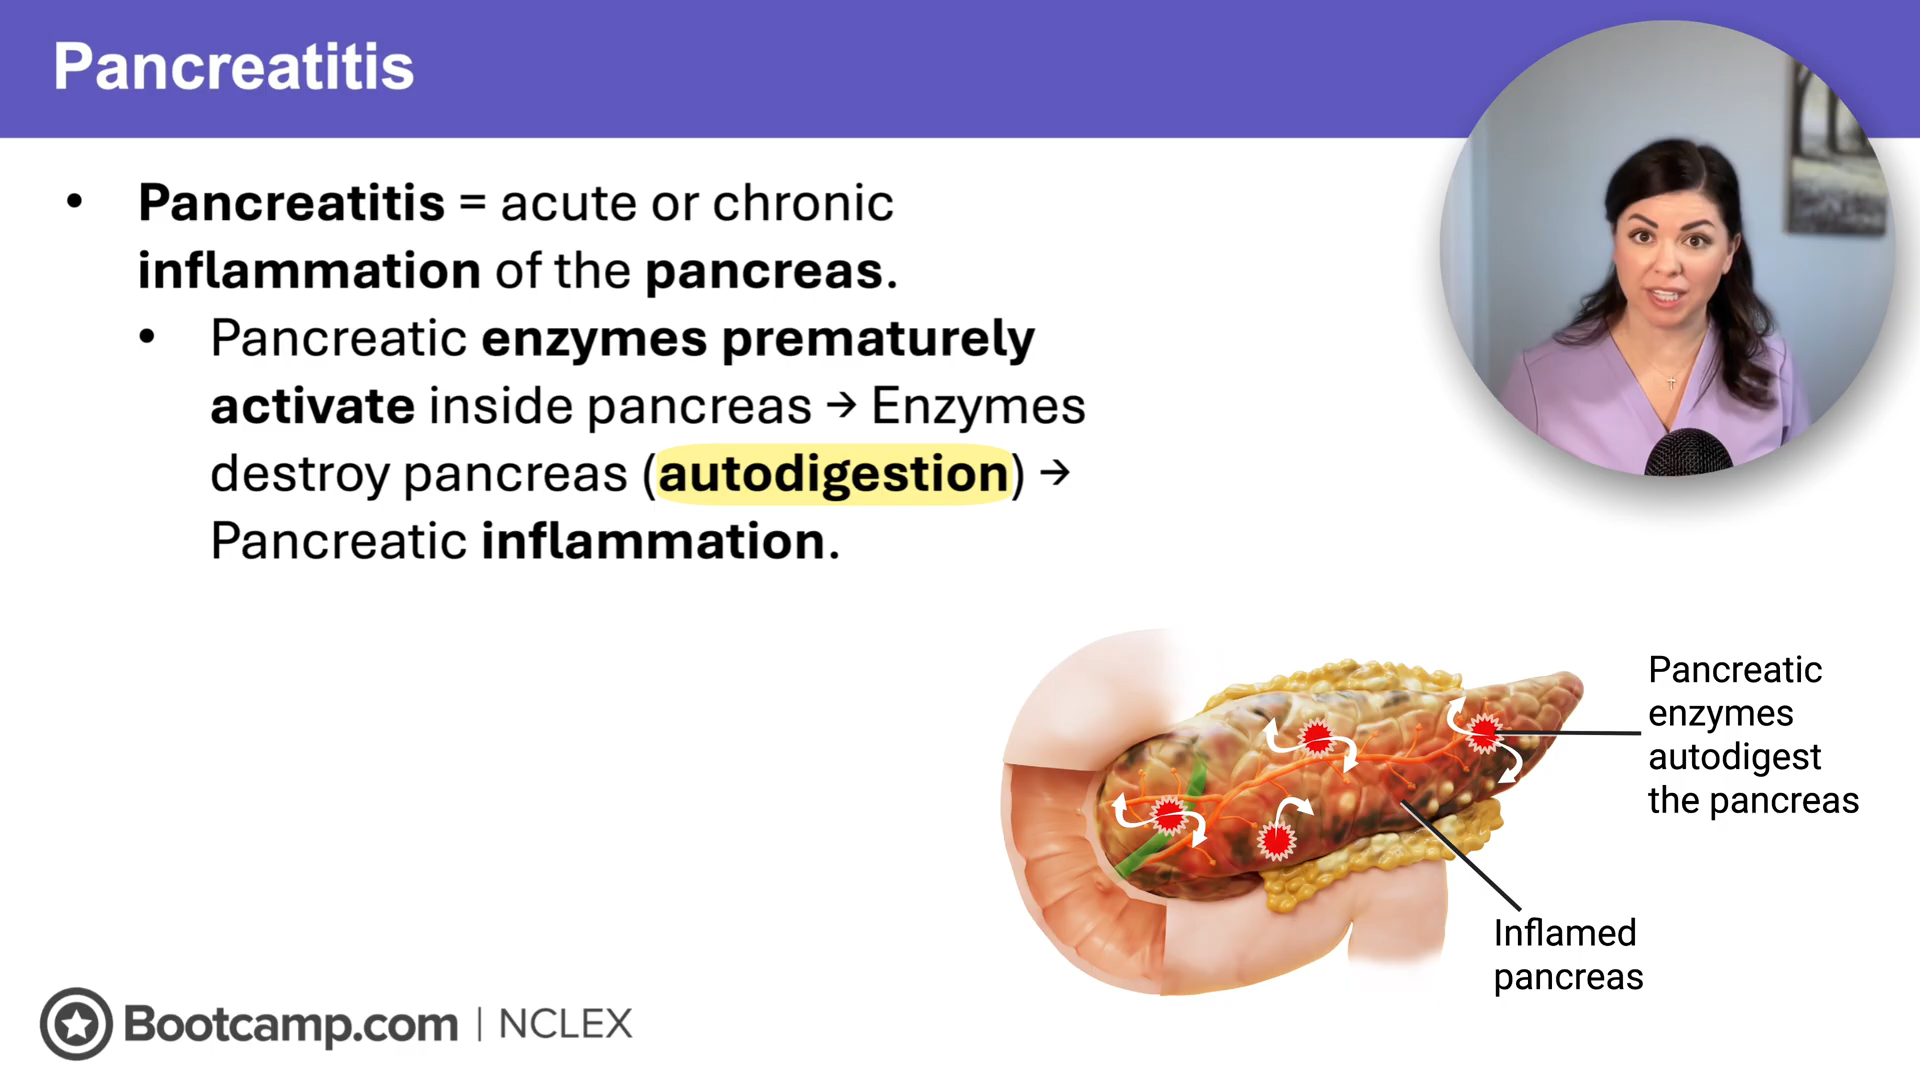 Pancreatitis
• Pancreatitis = acute or chronic
inflammation of the pancreas.
• Pancreatic enzymes prematurely
activate inside pancreas → Enzymes
destroy pancreas (autodigestion) →
Pancreatic inflammation.
Pancreatic
enzymes
autodigest
the pancreas
Inflamed
pancreas
Bootcamp.com | NCLEX